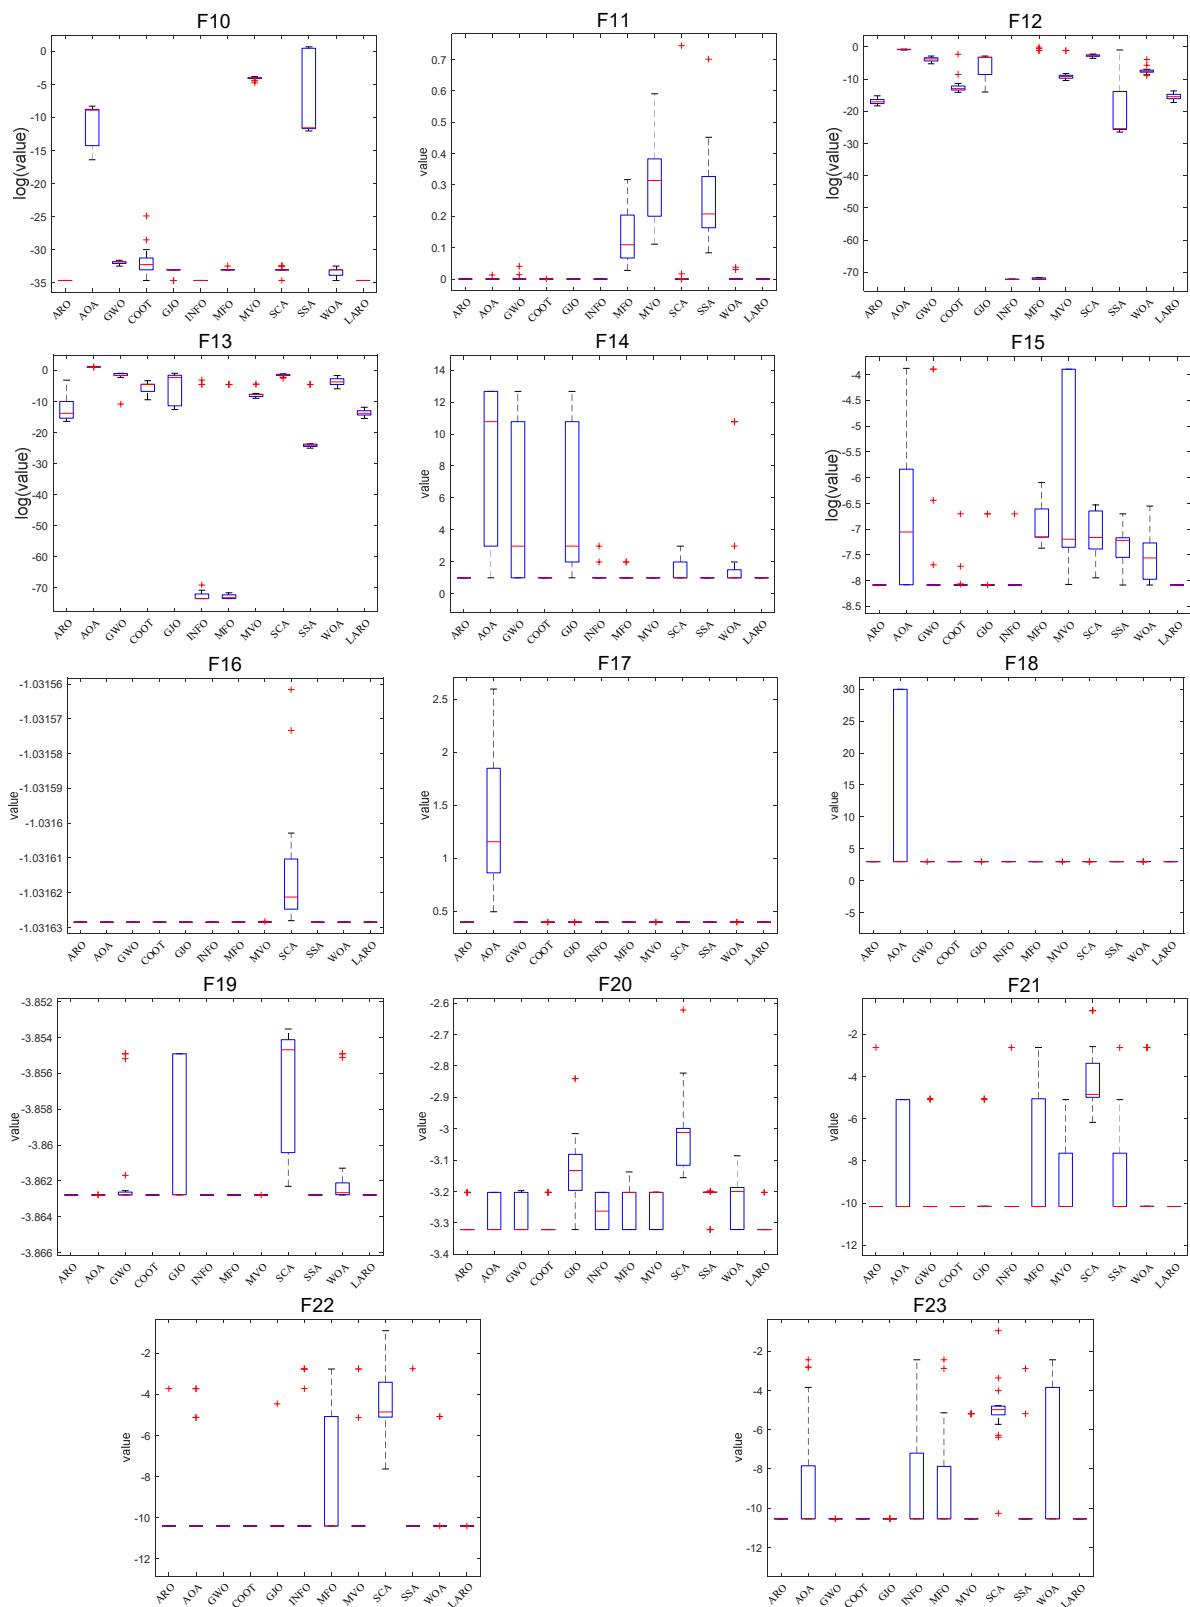 F10
0
-5
-10
-15
-20
-25
-30
-35
log(value)
ARO AOA GWO COOT GJO INFO MFO MVO SCA SSA WOA LARO
F11
0.7
0.6
0.5
0.4
0.3
0.2
0.1
0
value
ARO AOA GWO COOT GJO INFO MFO MVO SCA SSA WOA LARO
F12
0
-10
-20
-30
-40
-50
-60
-70
log(value)
ARO AOA GWO COOT GJO INFO MFO MVO SCA SSA WOA LARO
F13
0
-10
-20
-30
-40
-50
-60
-70
log(value)
ARO AOA GWO COOT GJO INFO MFO MVO SCA SSA WOA LARO
F14
14
12
10
8
6
4
2
0
value
ARO AOA GWO COOT GJO INFO MFO MVO SCA SSA WOA LARO
F15
-4
-4.5
-5
-5.5
-6
-6.5
-7
-7.5
-8
-8.5
log(value)
ARO AOA GWO COOT GJO INFO MFO MVO SCA SSA WOA LARO
F16
-1.03156
-1.03157
-1.03158
-1.03159
-1.0316
-1.03161
-1.03162
-1.03163
value
ARO AOA GWO COOT GJO INFO MFO MVO SCA SSA WOA LARO
F17
2.5
2
1.5
1
0.5
value
ARO AOA GWO COOT GJO INFO MFO MVO SCA SSA WOA LARO
F18
30
25
20
15
10
5
0
-5
value
ARO AOA GWO COOT GJO INFO MFO MVO SCA SSA WOA LARO
F19
-3.852
-3.854
-3.856
-3.858
-3.86
-3.862
-3.864
-3.866
value
ARO AOA GWO COOT GJO INFO MFO MVO SCA SSA WOA LARO
F20
-2.6
-2.7
-2.8
-2.9
-3
-3.1
-3.2
-3.3
-3.4
value
ARO AOA GWO COOT GJO INFO MFO MVO SCA SSA WOA LARO
F21
-2
-4
-6
-8
-10
-12
value
ARO AOA GWO COOT GJO INFO MFO MVO SCA SSA WOA LARO
F22
-2
-4
-6
-8
-10
-12
value
ARO AOA GWO COOT GJO INFO MFO MVO SCA SSA WOA LARO
F23
-2
-4
-6
-8
-10
-12
value
ARO AOA GWO COOT GJO INFO MFO MVO SCA SSA WOA LARO